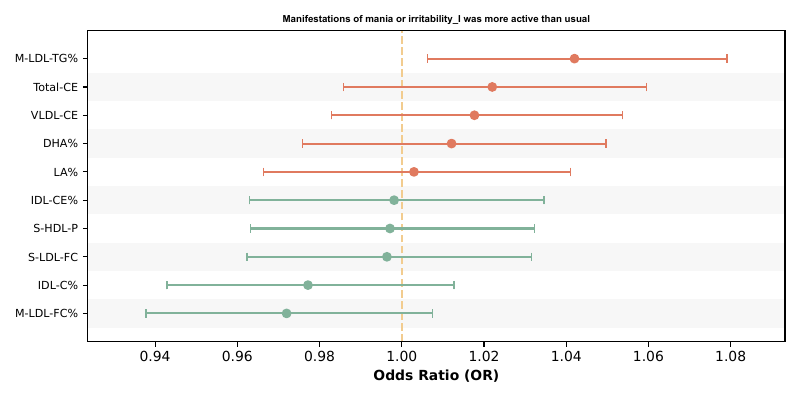 Manifestations of mania or irritability_I was more active than usual
M-LDL-TG%
Total-CE
VLDL-CE
DHA%
LA%
IDL-CE%
S-HDL-P
S-LDL-FC
IDL-C%
M-LDL-FC%
0.94 0.96 0.98 1.00 1.02 1.04 1.06 1.08
Odds Ratio (OR)